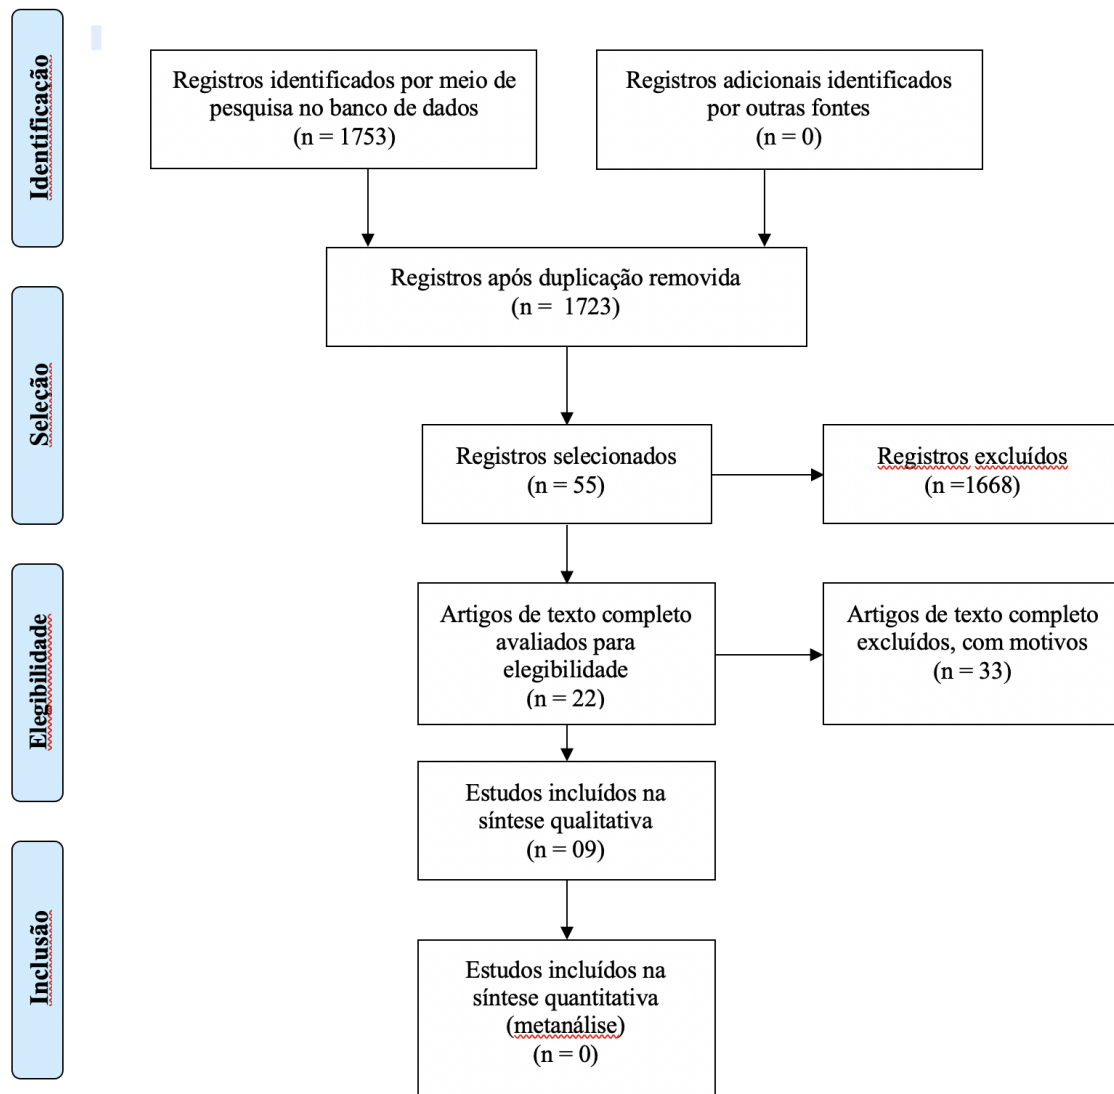 Identificação
Registros identificados por meio de
pesquisa no banco de dados
(n = 1753)
Registros adicionais identificados
por outras fontes
(n = 0)
Registros após duplicação removida
(n =  1723)
Seleção
Registros selecionados
(n = 55)
Registros excluídos
(n =1668)
Elegibilidade
Artigos de texto completo
avaliados para
elegibilidade
(n = 22)
Artigos de texto completo
excluídos, com motivos
(n = 33)
Estudos incluídos na
síntese qualitativa
(n = 09)
Inclusão
Estudos incluídos na
síntese quantitativa
(metanálise)
(n = 0)